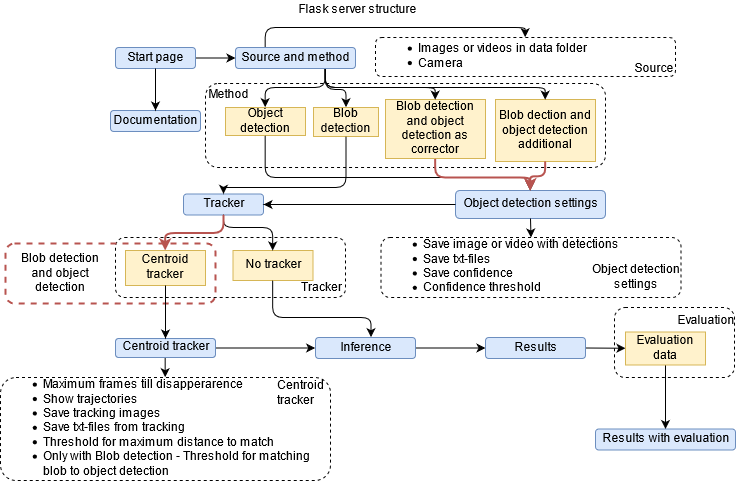 Flask server structure
Start page
Source and method
Images or videos in data folder
Camera
Source
Documentation
Method
Object
detection
Blob
detection
Blob detection
and object
detection as
corrector
Blob dection and
object detection
additional
Tracker
Object detection settings
Blob detection
and object
detection
Centroid
tracker
No tracker
Tracker
Save image or video with detections
Save txt-files
Save confidence
Confidence threshold
Object detection
settings
Centroid tracker
Inference
Results
Evaluation
Evaluation
data
Maximum frames till disapperarence
Show trajectories
Save tracking images
Save txt-files from tracking
Threshold for maximum distance to match
Only with Blob detection - Threshold for matching
blob to object detection
Centroid
tracker
Results with evaluation